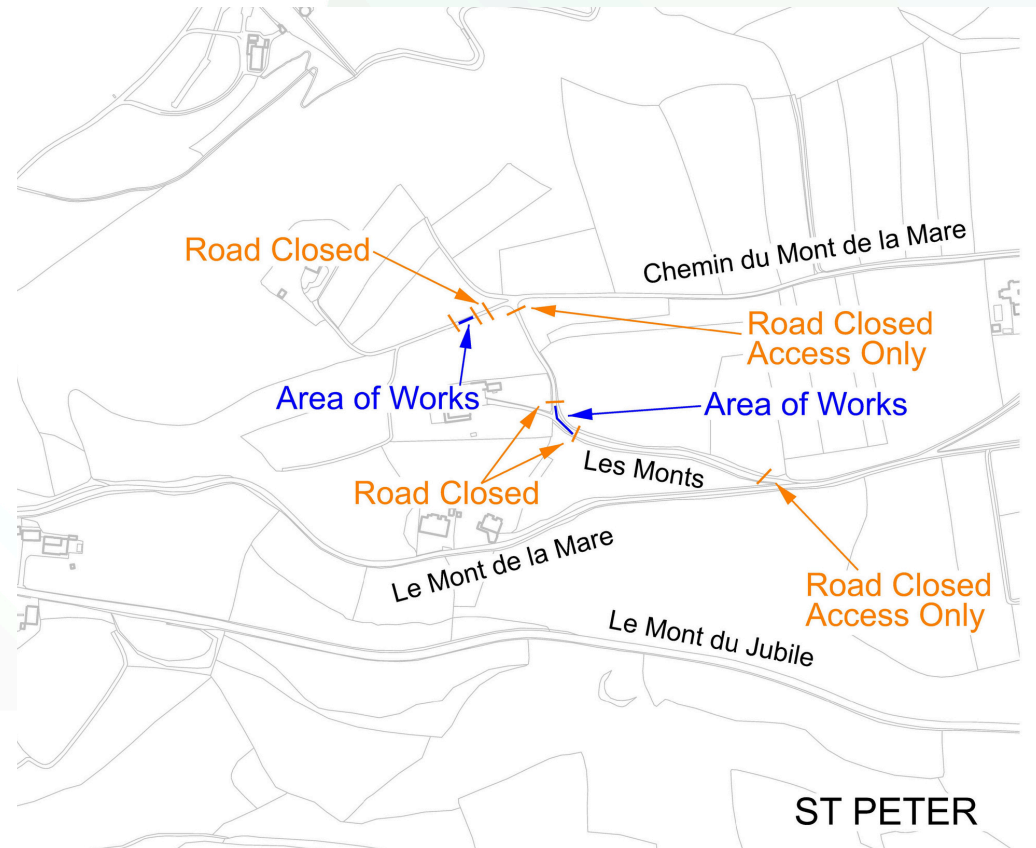 Road Closed
Chemin du Mont de la Mare
Road Closed
Access Only
Area of Works
Area of Works
Les Monts
Road Closed
Le Mont de la Mare
Road Closed
Access Only
Le Mont du Jubile
ST PETER